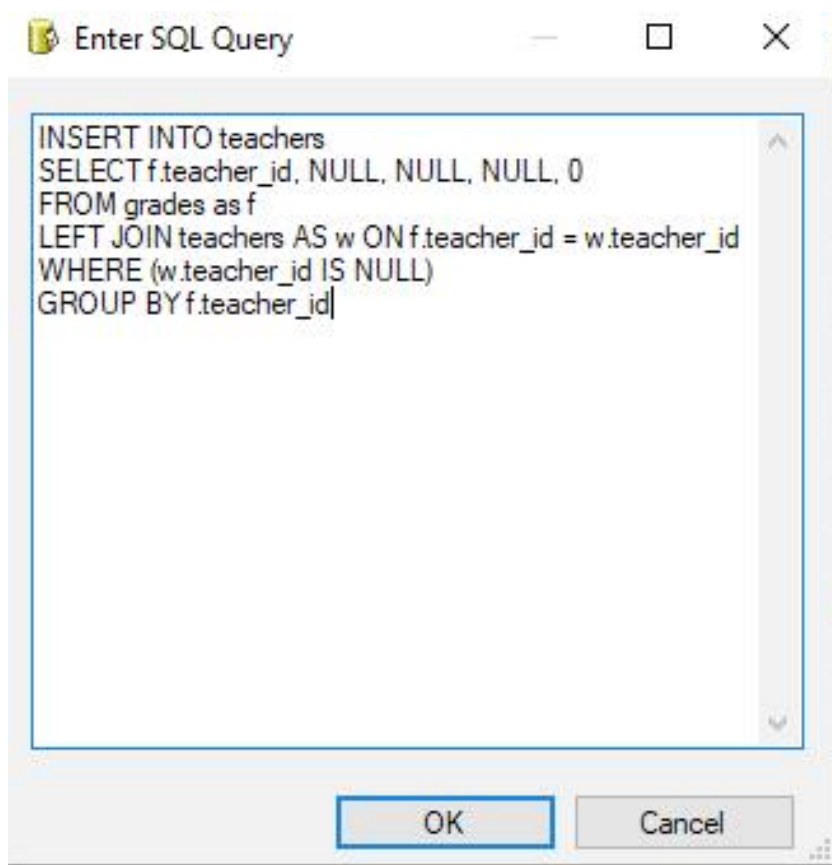 Enter SQL Query
INSERT INTO teachers
SELECT f.teacher_id, NULL, NULL, NULL, 0
FROM grades as f
LEFT JOIN teachers AS w ON f.teacher_id = w.teacher_id
WHERE (w.teacher_id IS NULL)
GROUP BY f.teacher_id
OK Cancel